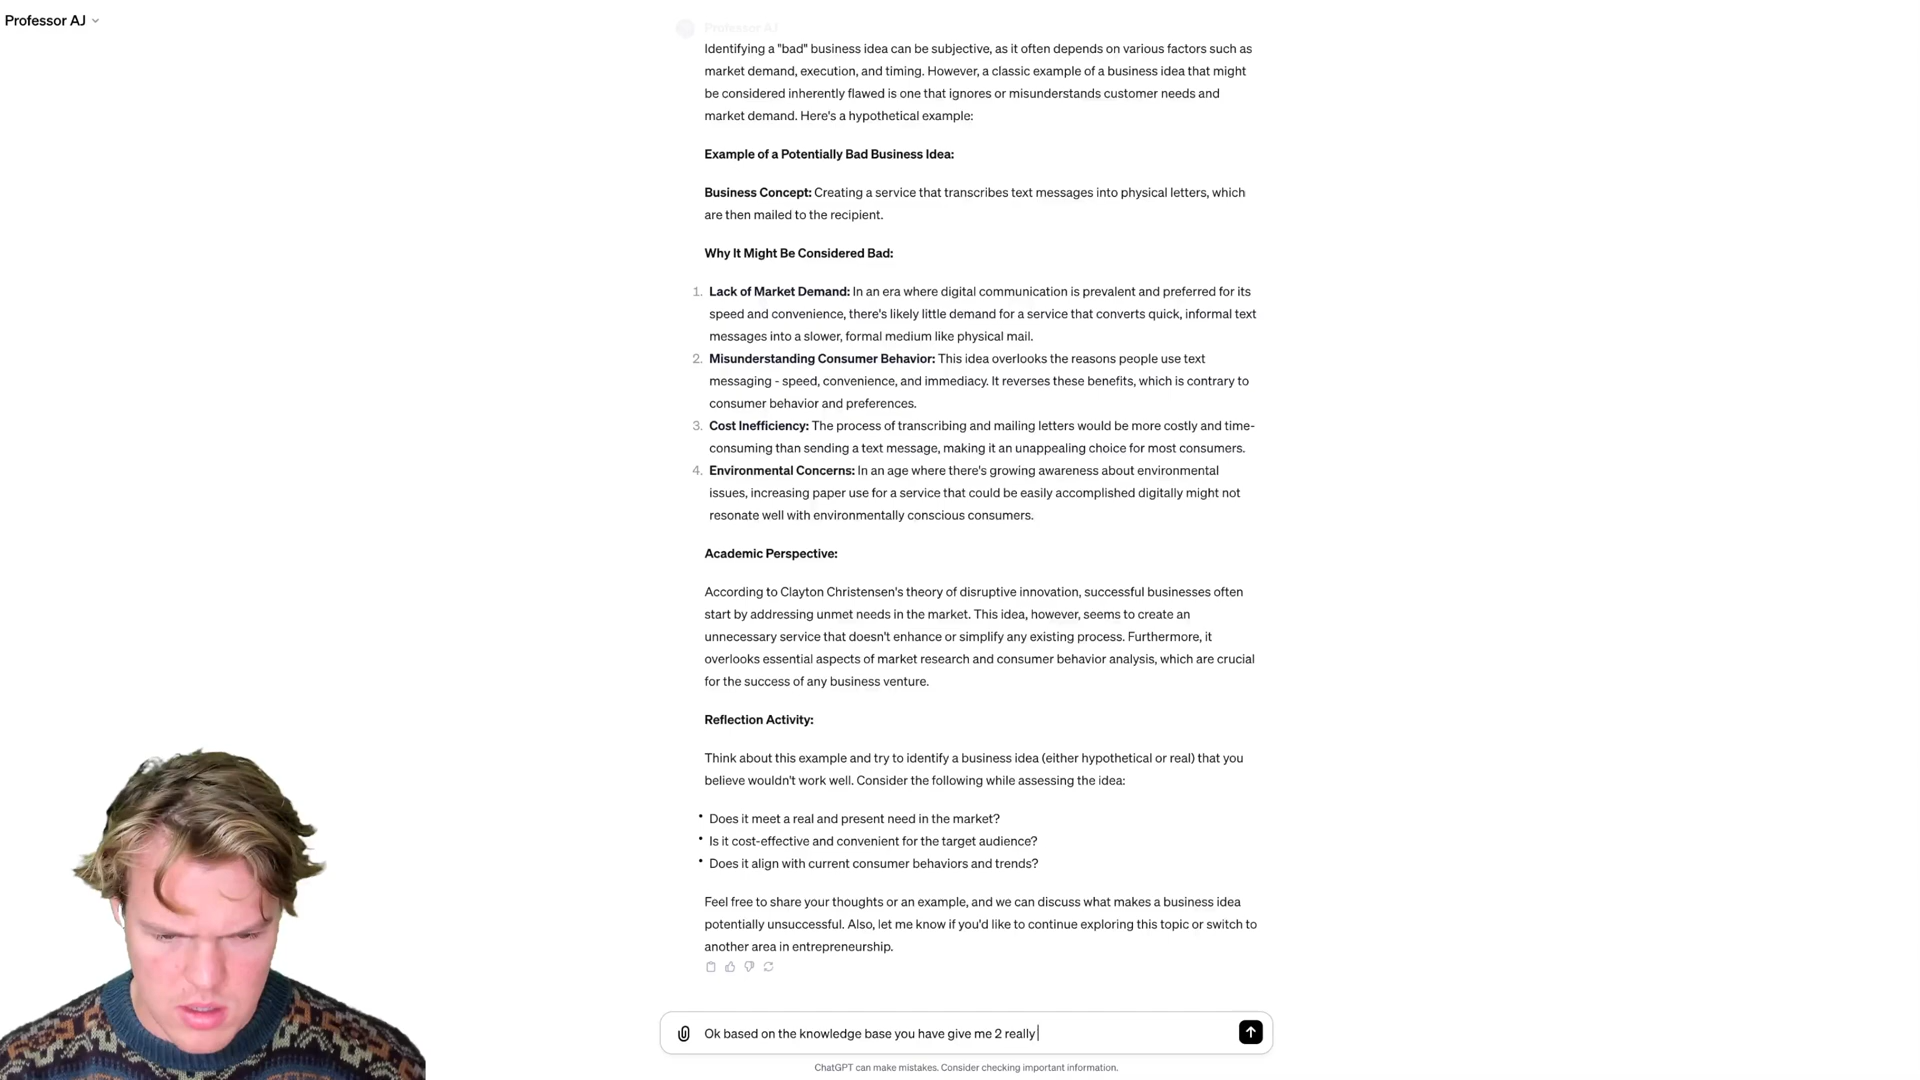 Professor AJ
Professor AJ
Identifying a "bad" business idea can be subjective, as it often depends on various factors such as
market demand, execution, and timing. However, a classic example of a business idea that might
be considered inherently flawed is one that ignores or misunderstands customer needs and
market demand. Here's a hypothetical example:
Example of a Potentially Bad Business Idea:
Business Concept: Creating a service that transcribes text messages into physical letters, which
are then mailed to the recipient.
Why It Might Be Considered Bad:
1. Lack of Market Demand: In an era where digital communication is prevalent and preferred for its
speed and convenience, there's likely little demand for a service that converts quick, informal text
messages into a slower, formal medium like physical mail.
2. Misunderstanding Consumer Behavior: This idea overlooks the reasons people use text
messaging - speed, convenience, and immediacy. It reverses these benefits, which is contrary to
consumer behavior and preferences.
3. Cost Inefficiency: The process of transcribing and mailing letters would be more costly and time-
consuming than sending a text message, making it an unappealing choice for most consumers.
4. Environmental Concerns: In an age where there's growing awareness about environmental
issues, increasing paper use for a service that could be easily accomplished digitally might not
resonate well with environmentally conscious consumers.
Academic Perspective:
According to Clayton Christensen's theory of disruptive innovation, successful businesses often
start by addressing unmet needs in the market. This idea, however, seems to create an
unnecessary service that doesn't enhance or simplify any existing process. Furthermore, it
overlooks essential aspects of market research and consumer behavior analysis, which are crucial
for the success of any business venture.
Reflection Activity:
Think about this example and try to identify a business idea (either hypothetical or real) that you
believe wouldn't work well. Consider the following while assessing the idea:
• Does it meet a real and present need in the market?
• Is it cost-effective and convenient for the target audience?
• Does it align with current consumer behaviors and trends?
Feel free to share your thoughts or an example, and we can discuss what makes a business idea
potentially unsuccessful. Also, let me know if you'd like to continue exploring this topic or switch to
another area in entrepreneurship.
Ok based on the knowledge base you have give me 2 really
ChatGPT can make mistakes. Consider checking important information.